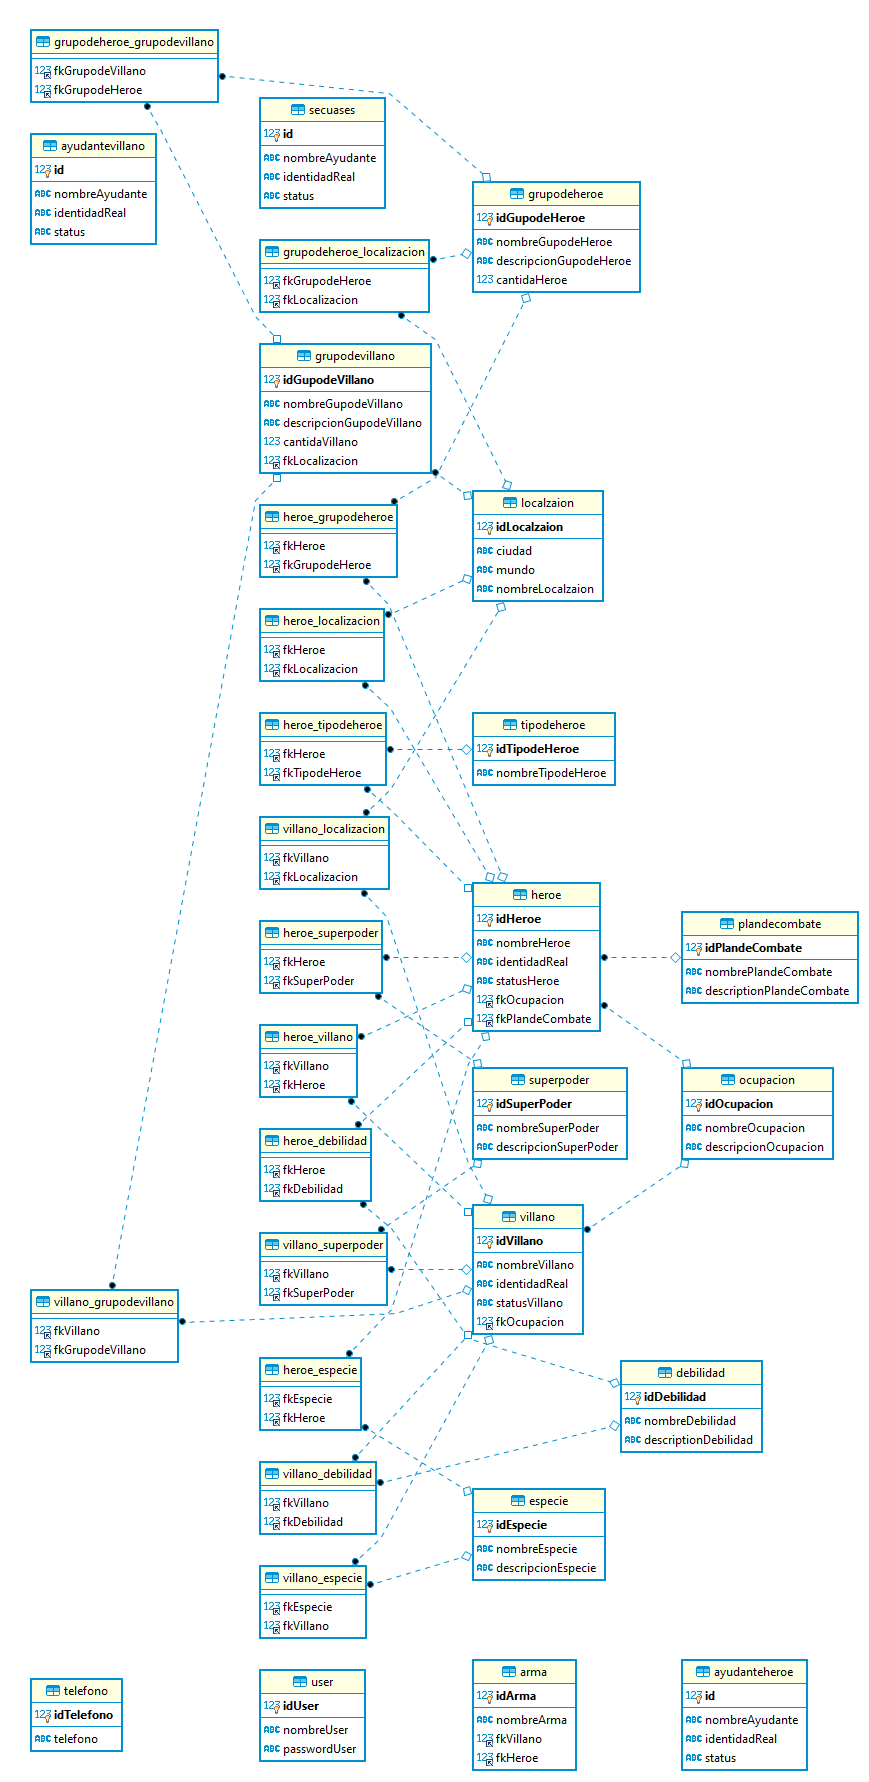 grupodeheroe_grupodevillano
fkGrupodeVillano
fkGrupodeHeroe
secuases
id
nombreAyudante
identidadReal
status
ayudantevillano
id
nombreAyudante
identidadReal
status
grupodeheroe
idGupodeHeroe
nombreGupodeHeroe
descripcionGupodeHeroe
cantidaHeroe
grupodeheroe_localizacion
fkGrupodeHeroe
fkLocalizacion
grupodevillano
idGupodeVillano
nombreGupodeVillano
descripcionGupodeVillano
cantidaVillano
fkLocalizacion
localzaion
idLocalzaion
ciudad
mundo
nombreLocalzaion
heroe_grupodeheroe
fkHeroe
fkGrupodeHeroe
heroe_localizacion
fkHeroe
fkLocalizacion
heroe_tipodeheroe
fkHeroe
fkTipodeHeroe
tipodeheroe
idTipodeHeroe
nombreTipodeHeroe
villano_localizacion
fkVillano
fkLocalizacion
heroe
idHeroe
nombreHeroe
identidadReal
statusHeroe
fkOcupacion
fkPlandeCombate
plandecombate
idPlandeCombate
nombrePlandeCombate
descriptionPlandeCombate
heroe_superpoder
fkHeroe
fkSuperPoder
heroe_villano
fkVillano
fkHeroe
superpoder
idSuperPoder
nombreSuperPoder
descripcionSuperPoder
ocupacion
idOcupacion
nombreOcupacion
descripcionOcupacion
heroe_debilidad
fkHeroe
fkDebilidad
villano
idVillano
nombreVillano
identidadReal
statusVillano
fkOcupacion
villano_superpoder
fkVillano
fkSuperPoder
villano_grupodevillano
fkVillano
fkGrupodeVillano
heroe_especie
fkEspecie
fkHeroe
debilidad
idDebilidad
nombreDebilidad
descriptionDebilidad
villano_debilidad
fkVillano
fkDebilidad
especie
idEspecie
nombreEspecie
descripcionEspecie
villano_especie
fkEspecie
fkVillano
telefono
idTelefono
telefono
user
idUser
nombreUser
passwordUser
arma
idArma
nombreArma
fkVillano
fkHeroe
ayudanteheroe
id
nombreAyudante
identidadReal
status